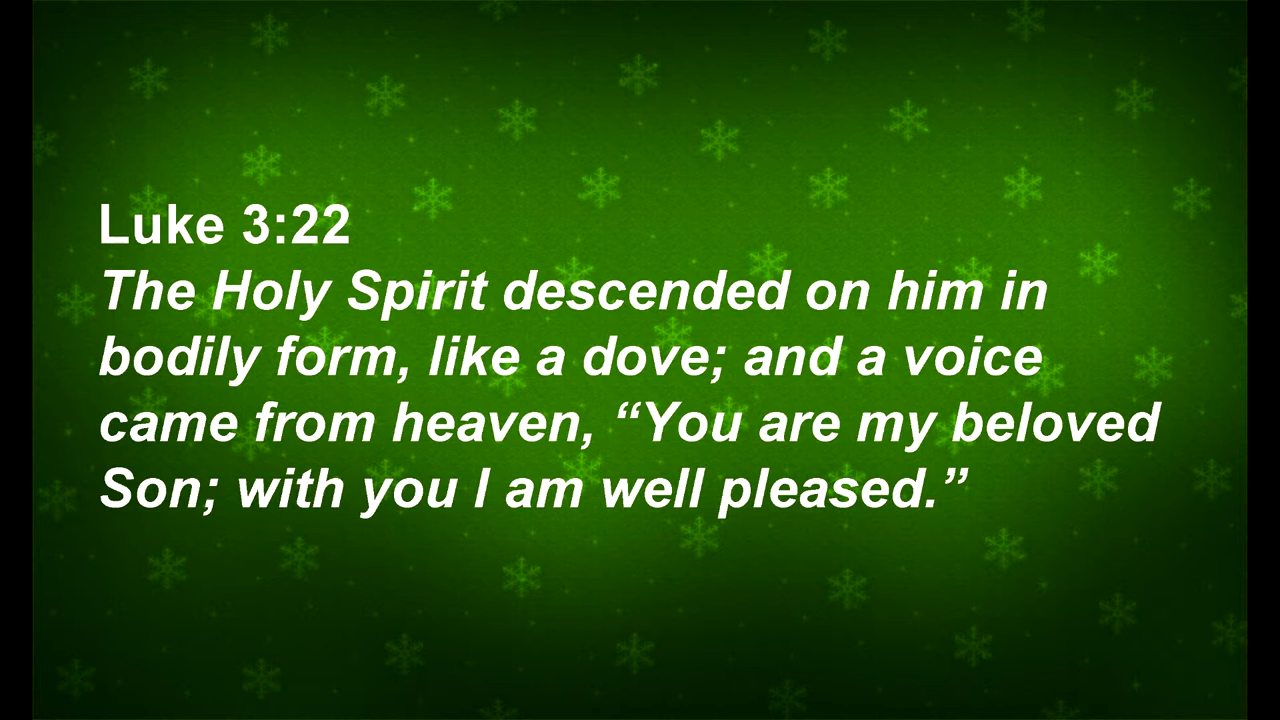 Luke 3:22
The Holy Spirit descended on him in
bodily form, like a dove; and a voice
came from heaven, “You are my beloved
Son; with you I am well pleased.”